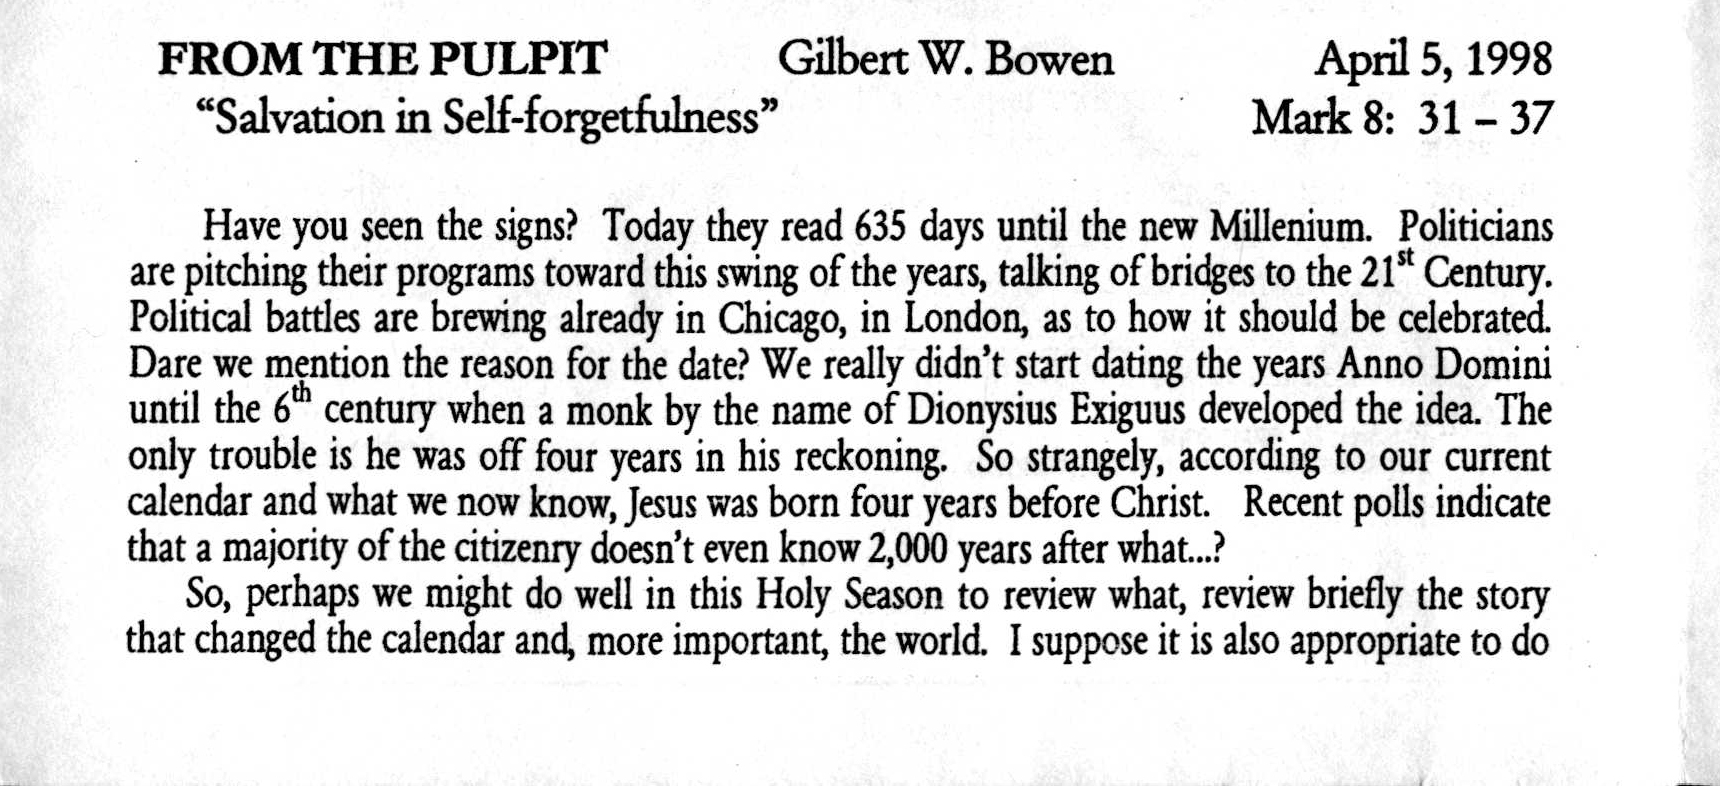 FROM THE PULPIT Gilbert W. Bowen April 5, 1998
“Salvation in Self-forgetfulness” Mark 8: 31 – 37
Have you seen the signs? Today they read 635 days until the new Millenium. Politicians
are pitching their programs toward this swing of the years, talking of bridges to the 21st Century.
Political battles are brewing already in Chicago, in London, as to how it should be celebrated.
Dare we mention the reason for the date? We really didn’t start dating the years Anno Domini
until the 6th century when a monk by the name of Dionysius Exiguus developed the idea. The
only trouble is he was off four years in his reckoning. So strangely, according to our current
calendar and what we now know, Jesus was born four years before Christ. Recent polls indicate
that a majority of the citizenry doesn’t even know 2,000 years after what...?
So, perhaps we might do well in this Holy Season to review what, review briefly the story
that changed the calendar and, more important, the world. I suppose it is also appropriate to do